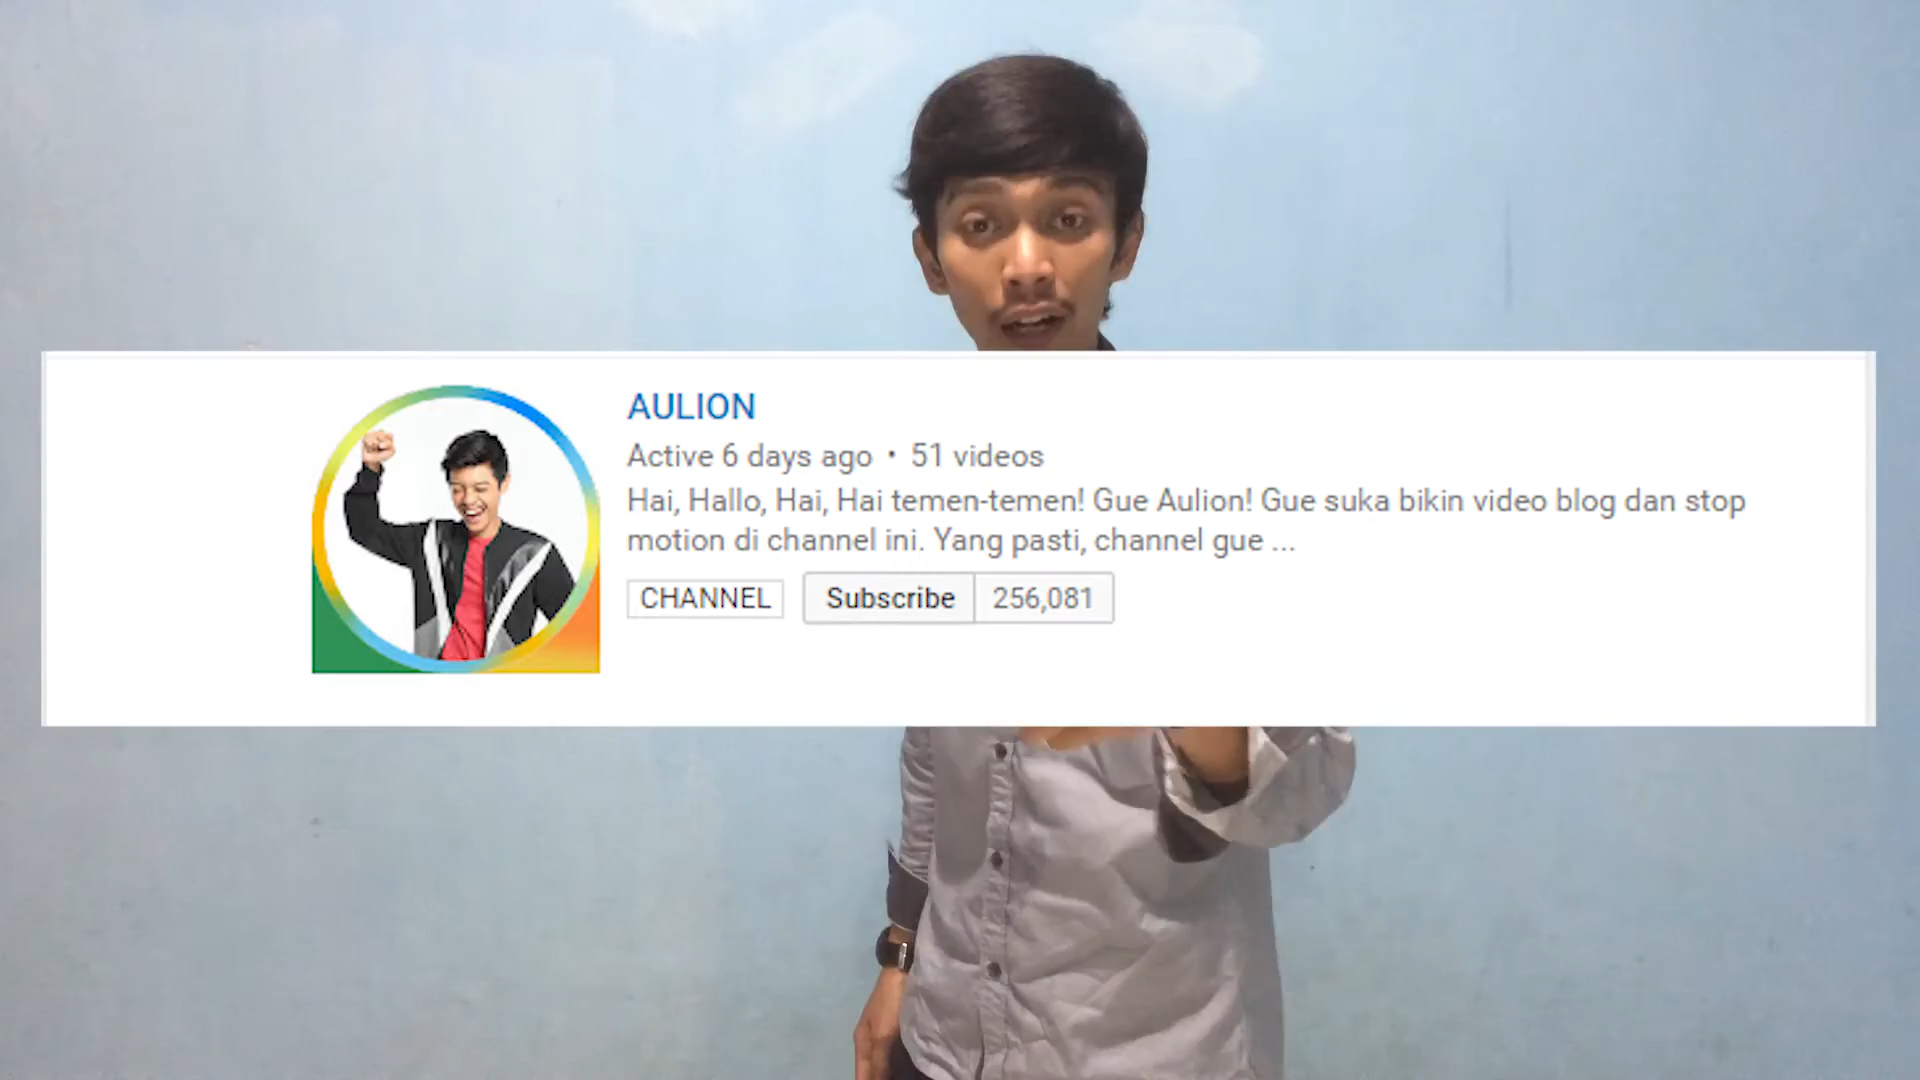 AULION
Active 6 days ago • 51 videos
Hai, Hallo, Hai, Hai temen-temen! Gue Aulion! Gue suka bikin video blog dan stop
motion di channel ini. Yang pasti, channel gue ...
CHANNEL Subscribe 256,081